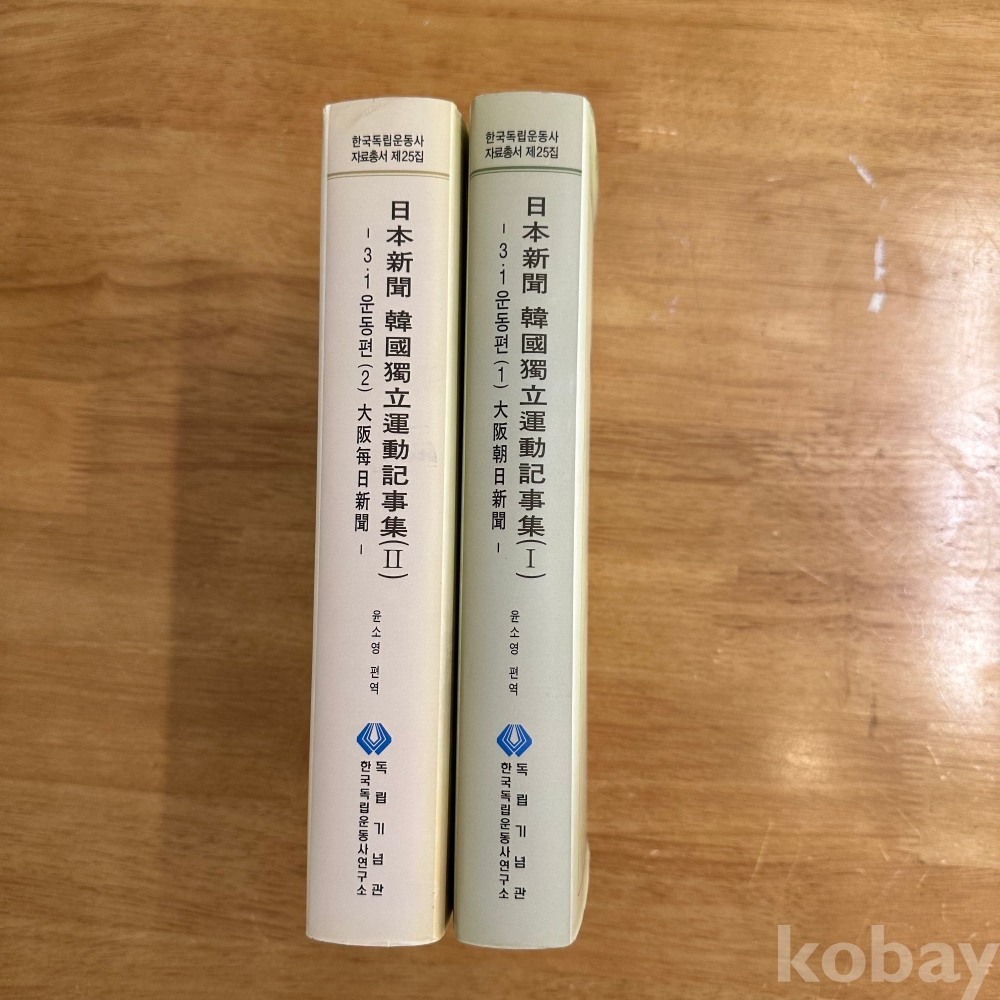 한국독립운동사
자료총서 제25집
日本新聞 韓國獨立運動記事集(II)
- 3·1운동편(2) 大阪每日新聞 -
윤소영 편역
독립기념관
한국독립운동사연구소
한국독립운동사
자료총서 제25집
日本新聞 韓國獨立運動記事集(I)
- 3·1운동편(1) 大阪朝日新聞 -
윤소영 편역
독립기념관
한국독립운동사연구소
kobay